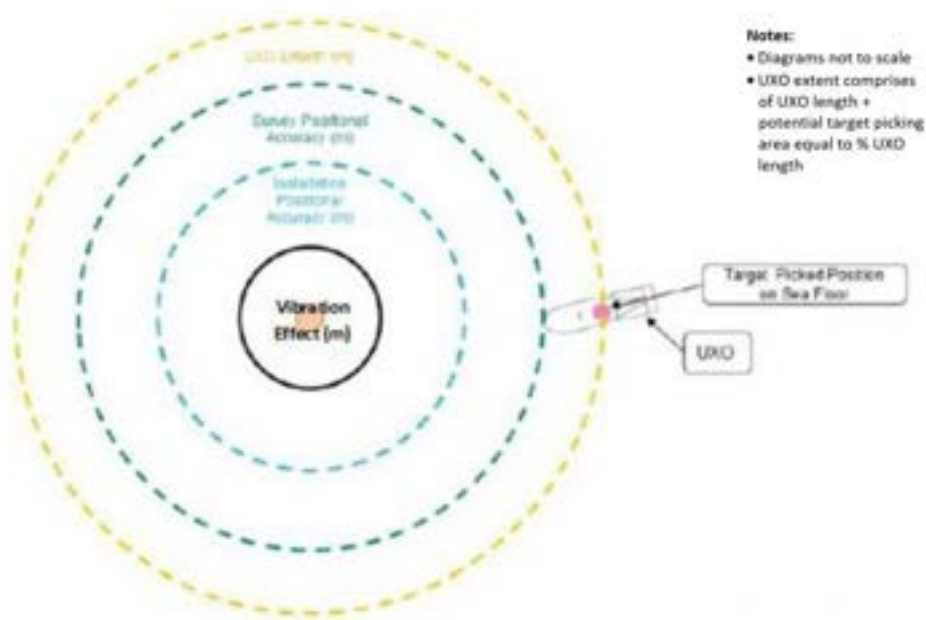 UXO Extent (m)
Survey Positional
Accuracy (m)
Installation
Positional
Accuracy (m)
Vibration
Effect (m)
Notes:
• Diagrams not to scale
• UXO extent comprises
of UXO length +
potential target picking
area equal to % UXO
length
Target Picked Position
on Sea Floor
UXO